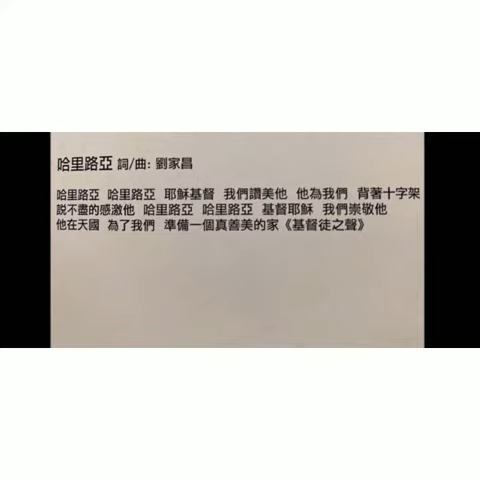 哈里路亞 詞/曲: 劉家昌
哈里路亞 哈里路亞 耶穌基督 我們讚美他 他為我們 背著十字架
説不盡的感激他 哈里路亞 哈里路亞 基督耶穌 我們崇敬他
他在天國 為了我們 準備一個真善美的家《基督徒之聲》